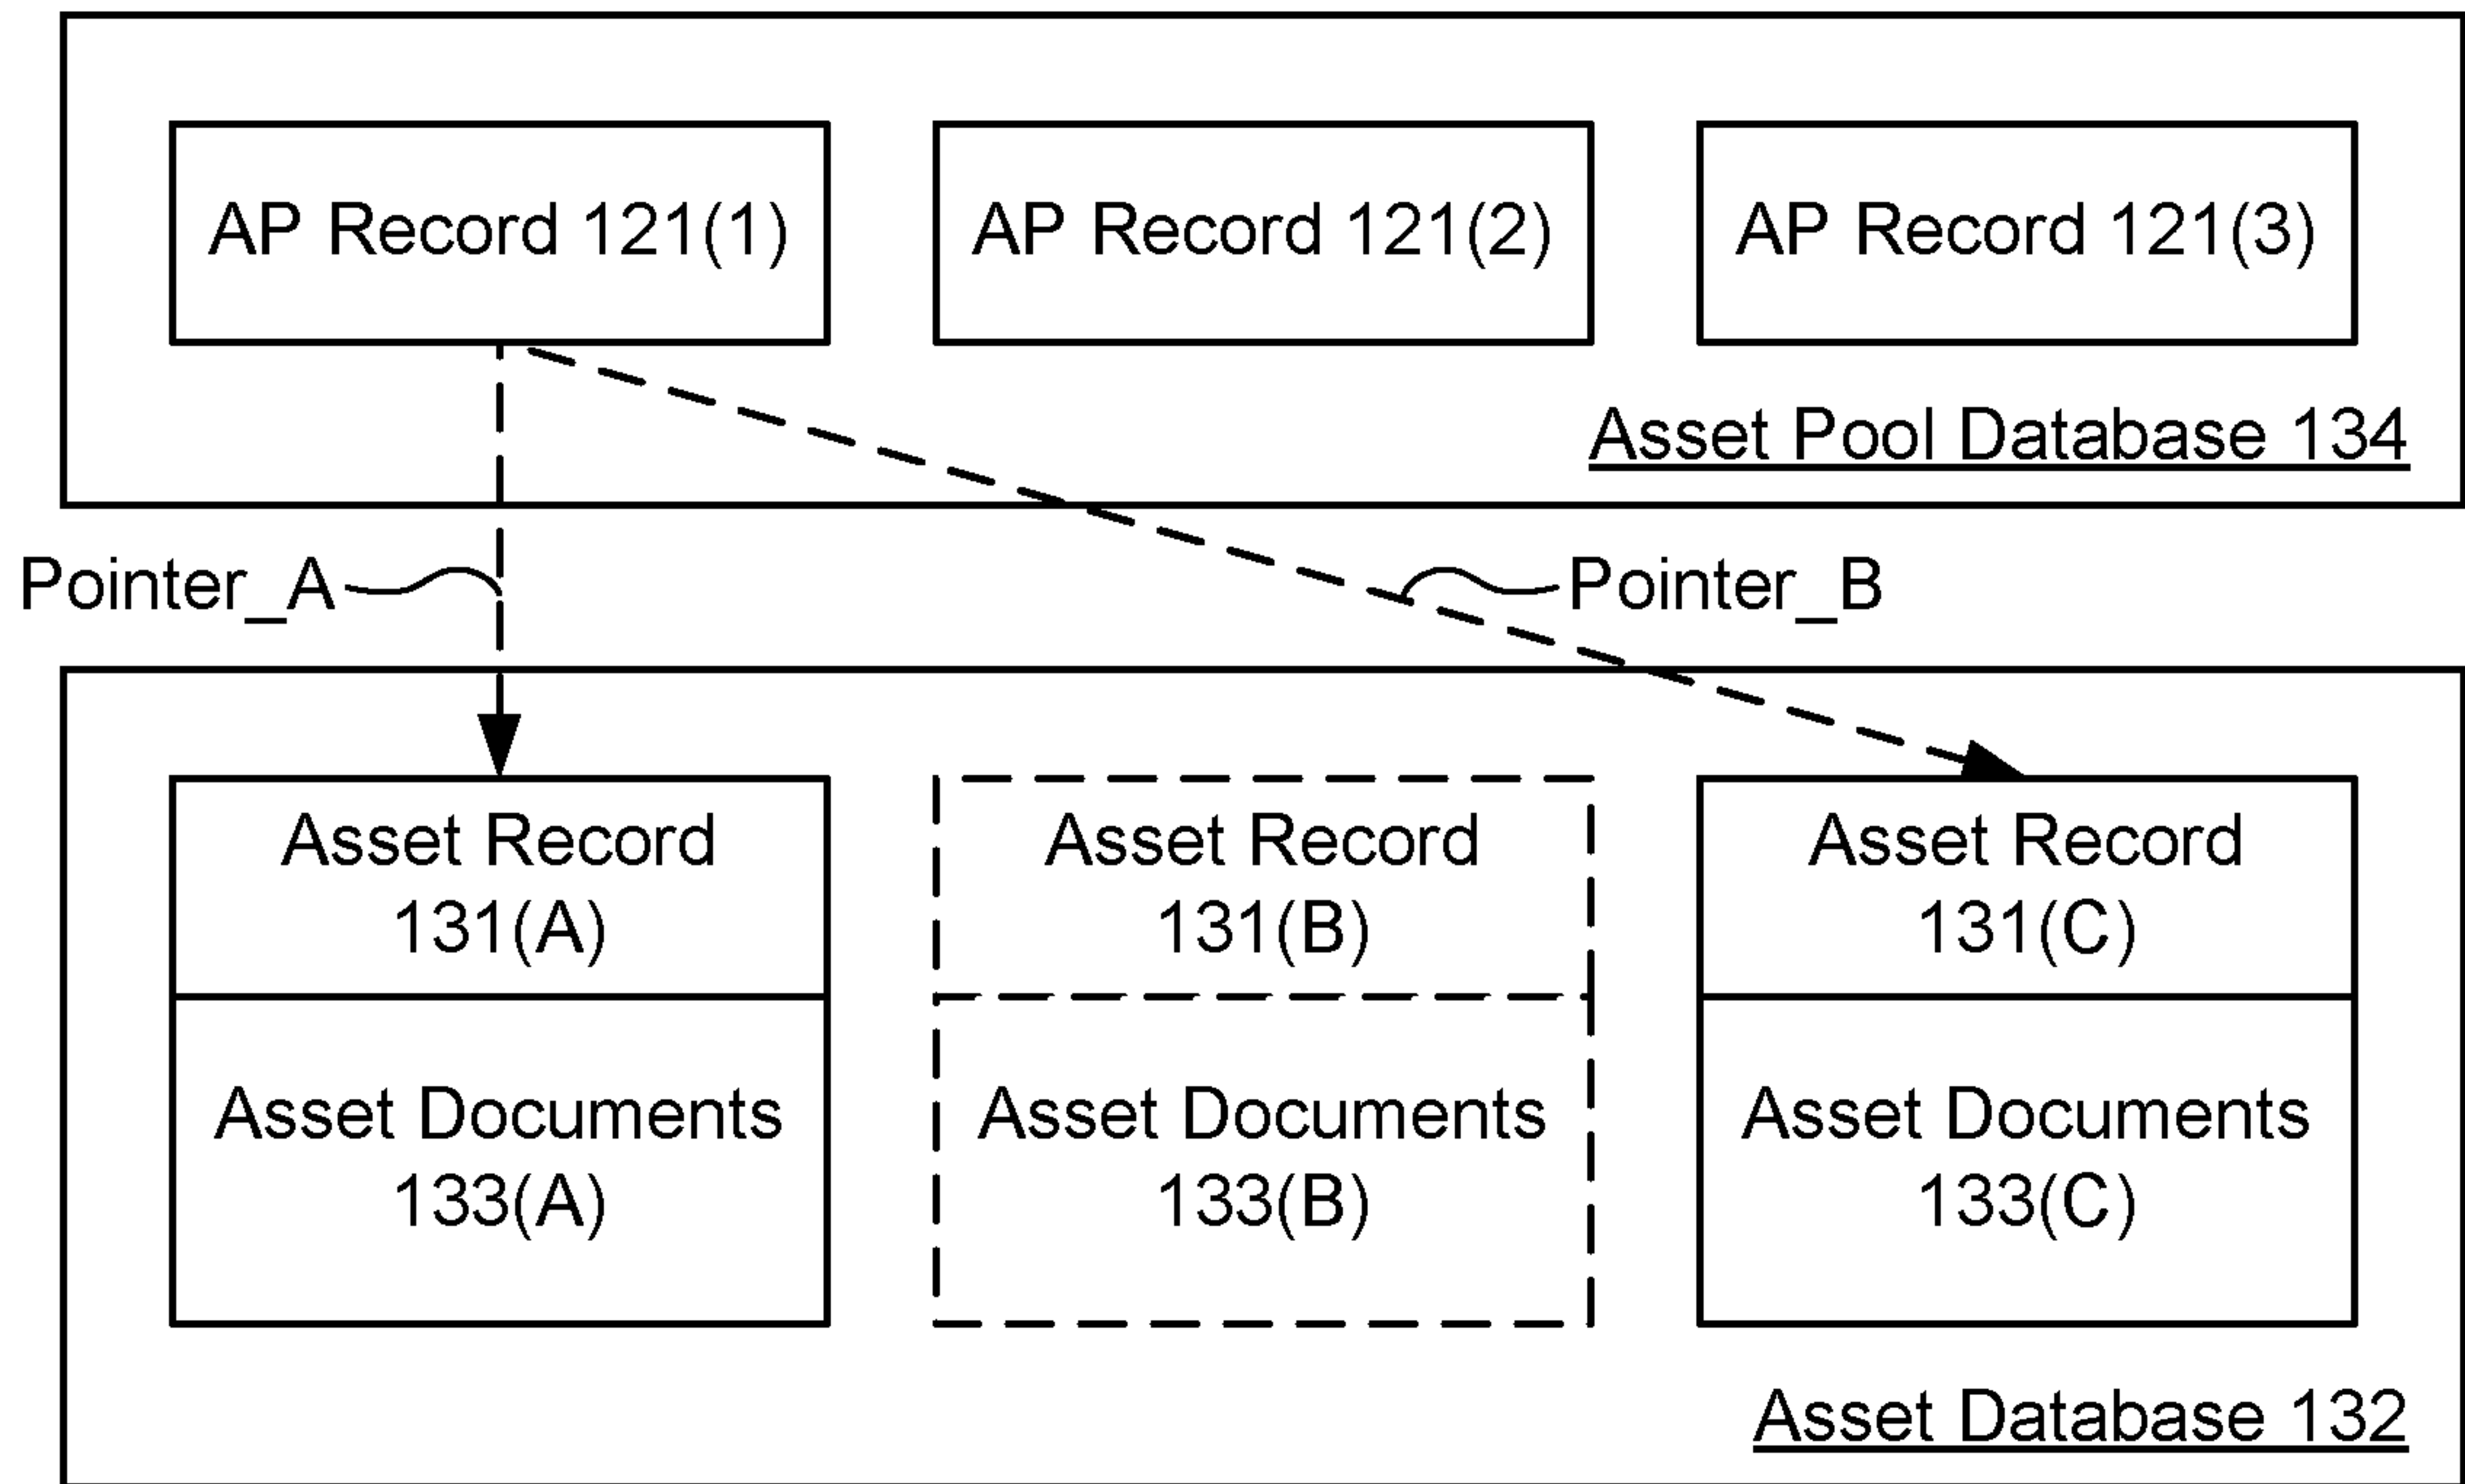 AP Record 121(1)
AP Record 121(2)
AP Record 121(3)
Asset Pool Database 134
Pointer_A
Pointer_B
Asset Record
131(A)
Asset Documents
133(A)
Asset Record
131(B)
Asset Documents
133(B)
Asset Record
131(C)
Asset Documents
133(C)
Asset Database 132